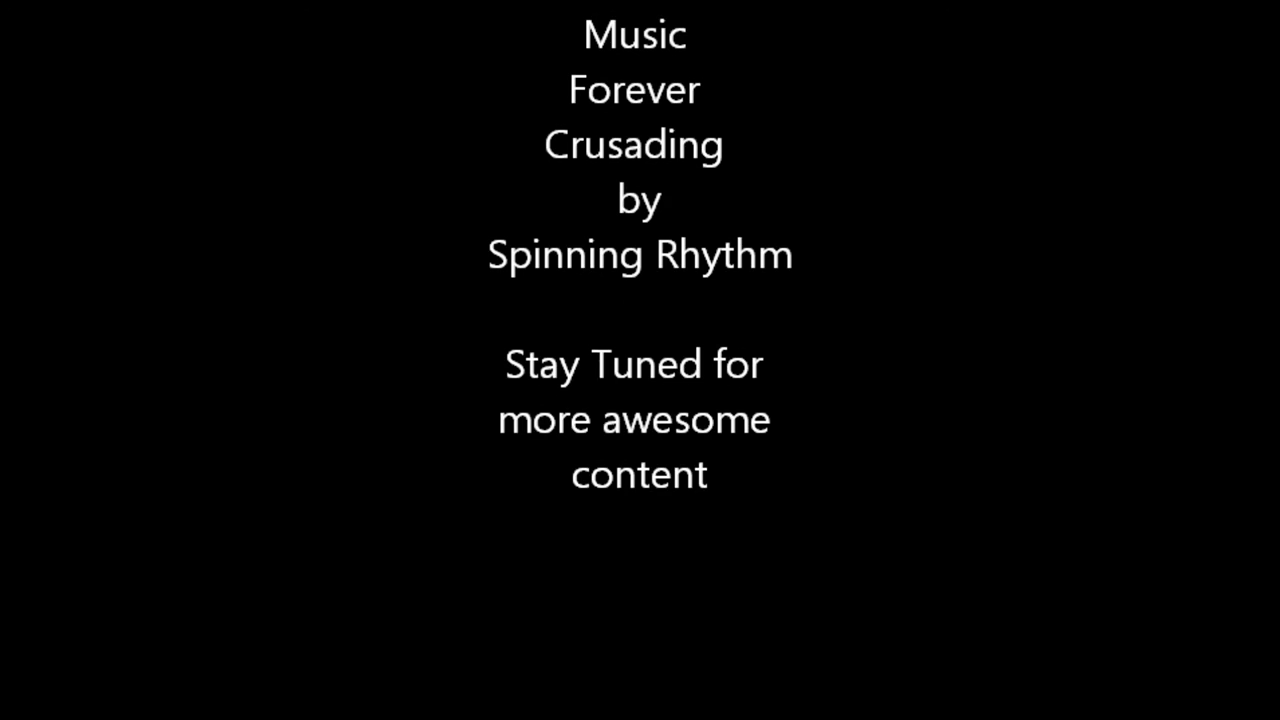 Music
Forever
Crusading
by
Spinning Rhythm
Stay Tuned for
more awesome
content